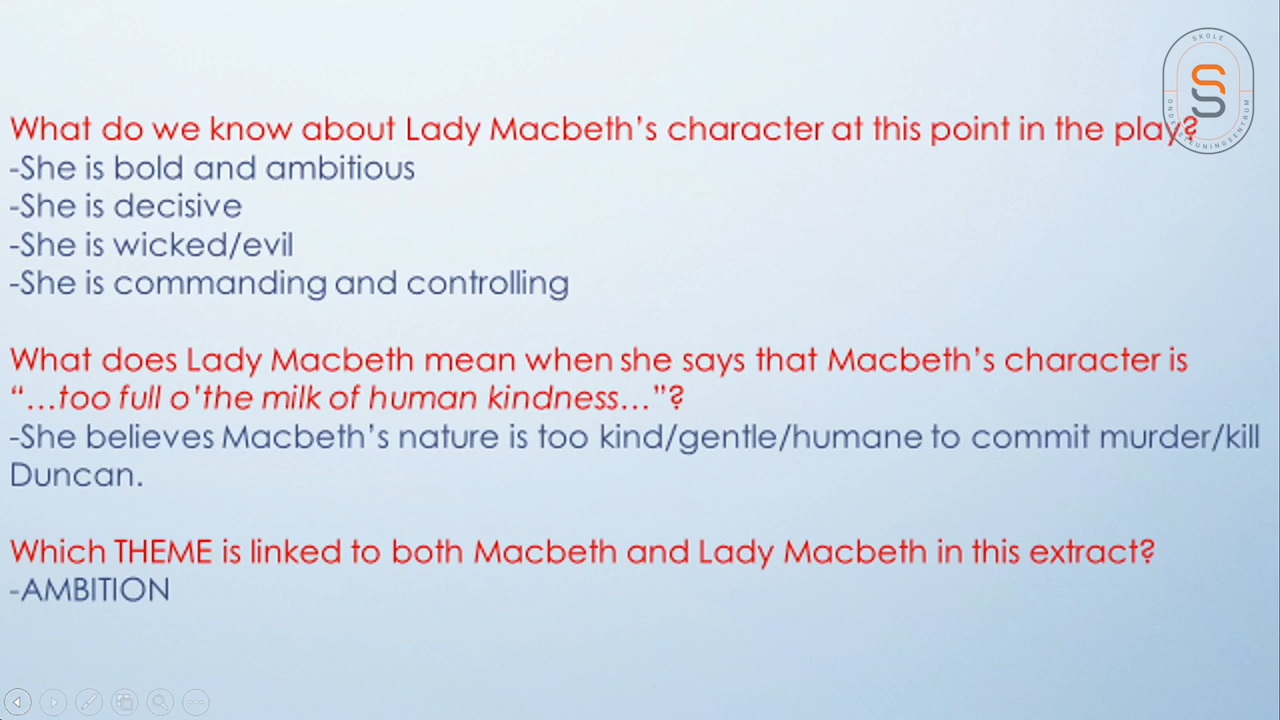 SKOLE
ONDERSTEUNINGSENTRUM
What do we know about Lady Macbeth's character at this point in the play?
-She is bold and ambitious
-She is decisive
-She is wicked/evil
-She is commanding and controlling
What does Lady Macbeth mean when she says that Macbeth's character is
“…too full o'the milk of human kindness…”?
-She believes Macbeth's nature is too kind/gentle/humane to commit murder/kill
Duncan.
Which THEME is linked to both Macbeth and Lady Macbeth in this extract?
-AMBITION